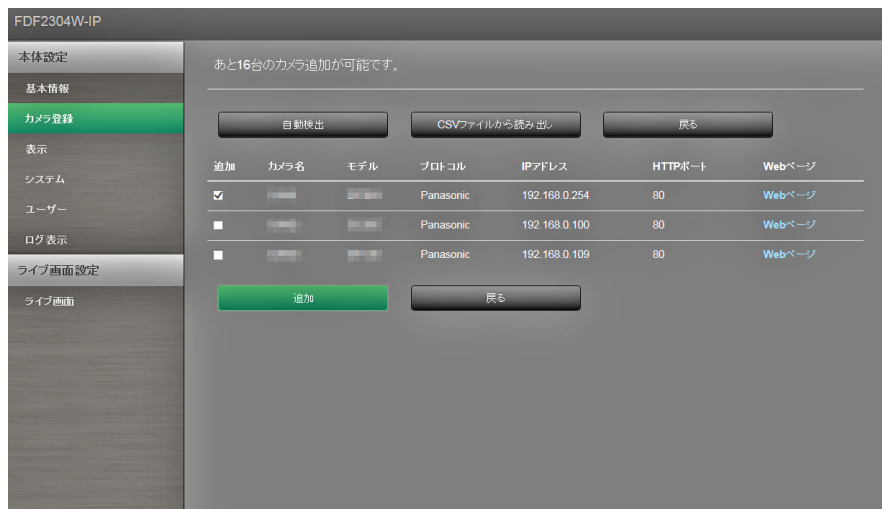 FDF2304W-IP
本体設定
基本情報
カメラ登録
表示
システム
ユーザー
ログ表示
ライブ画面設定
ライブ画面
あと16台のカメラ追加が可能です。
自動検出 CSVファイルから読み出し 戻る
追加 カメラ名 モデル プロトコル IPアドレス HTTPポート Webページ
Panasonic 192.168.0.254 80 Webページ
Panasonic 192.168.0.100 80 Webページ
Panasonic 192.168.0.109 80 Webページ
追加 戻る